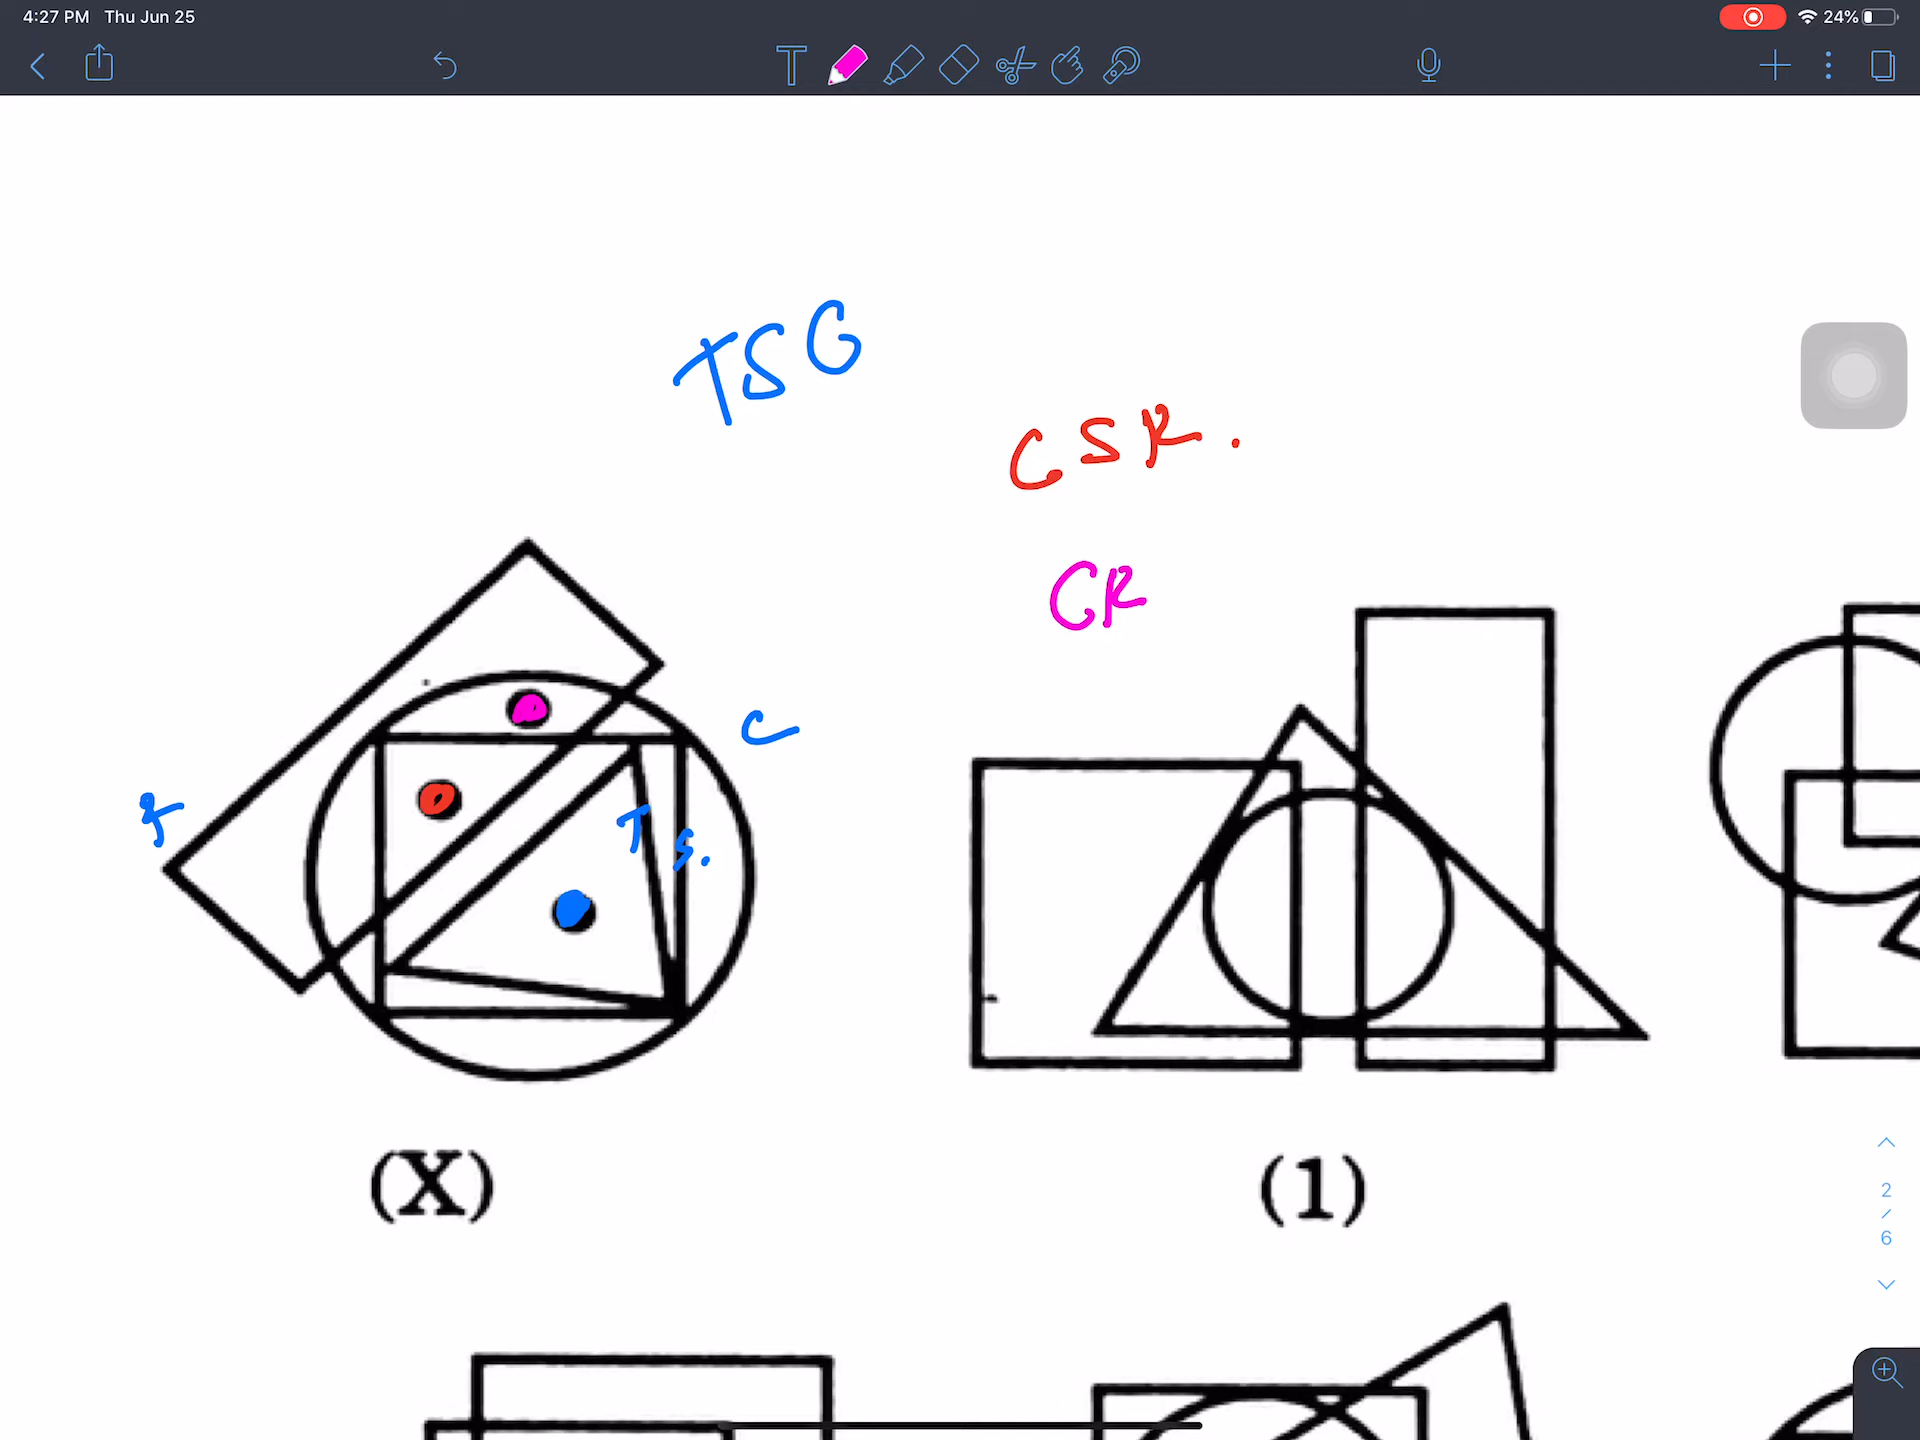 4:27 PM Thu Jun 25
24%
T
TSG
CSR.
CR
C
T
S.
(X)
(1)
2
/
6